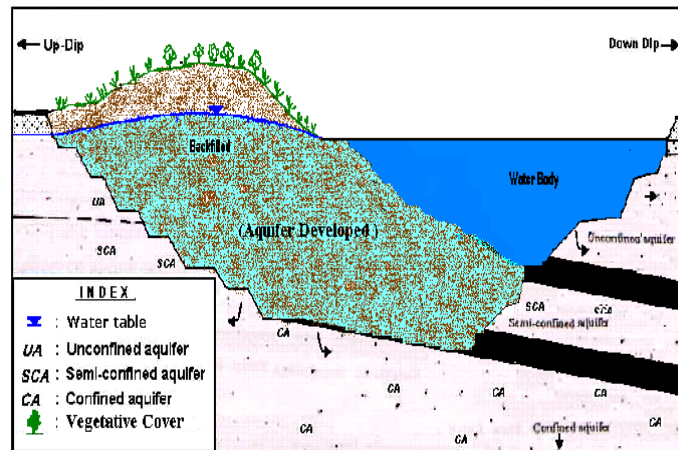 Up-Dip
Down Dip
Backfilled
Water Body
UA
(Aquifer Developed )
Unconfined aquifer
SCA
SCA
SCA
Semi-confined aquifer
CA
CA
CA
CA
CA
CA
CA
CA
Confined aquifer
INDEX
: Water table
UA : Unconfined aquifer
SCA : Semi-confined aquifer
CA : Confined aquifer
: Vegetative Cover